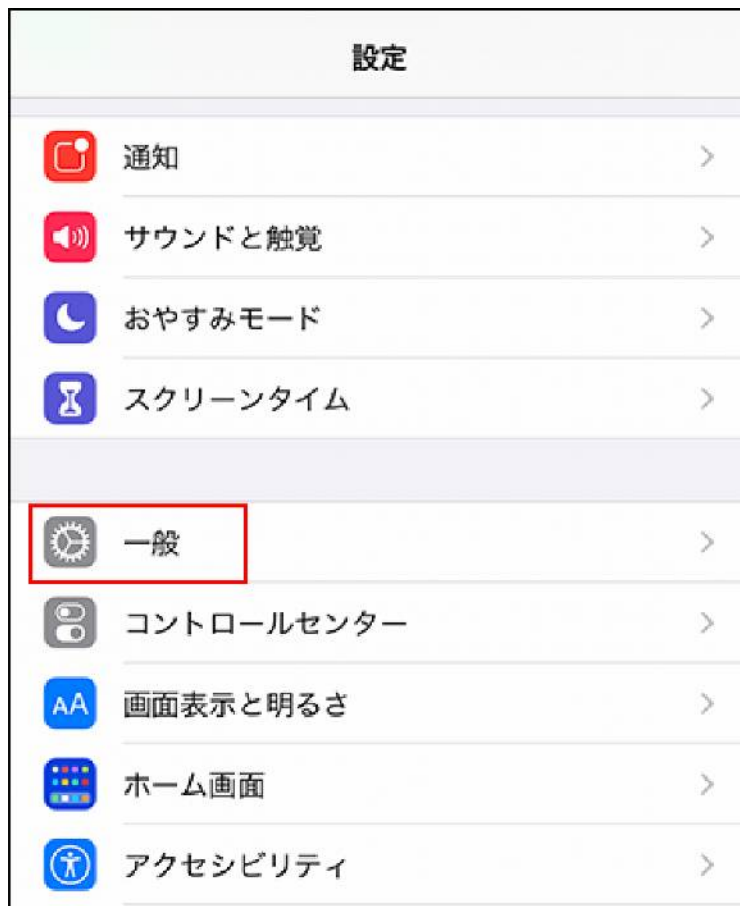 設定
通知
サウンドと触覚
おやすみモード
スクリーンタイム
一般
コントロールセンター
AA 画面表示と明るさ
ホーム画面
アクセシビリティ